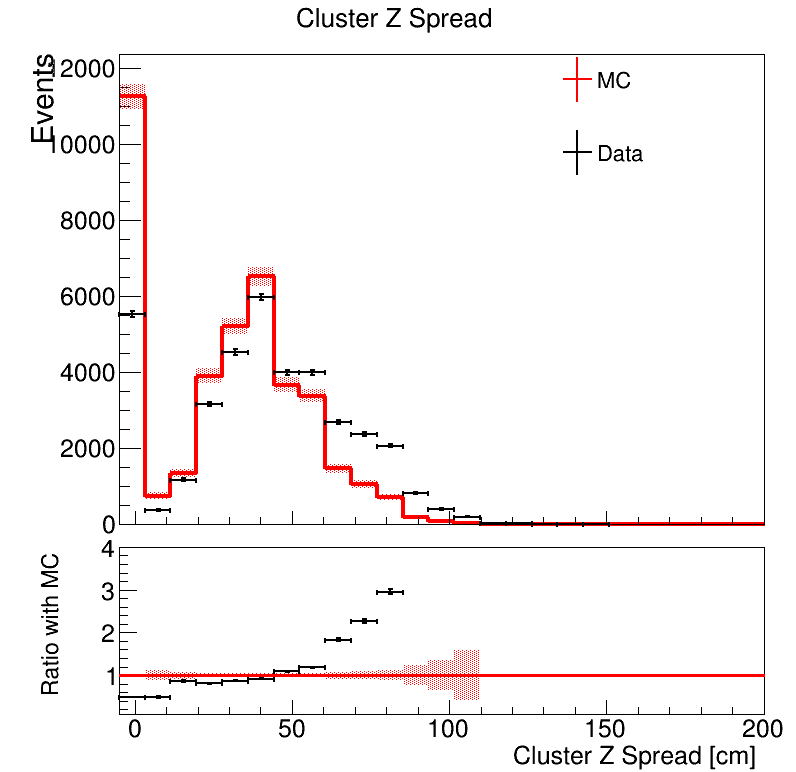 Cluster Z Spread
Events
12000
10000
8000
6000
4000
2000
0
MC
Data
Ratio with MC
4
3
2
1
0 50 100 150 200
Cluster Z Spread [cm]